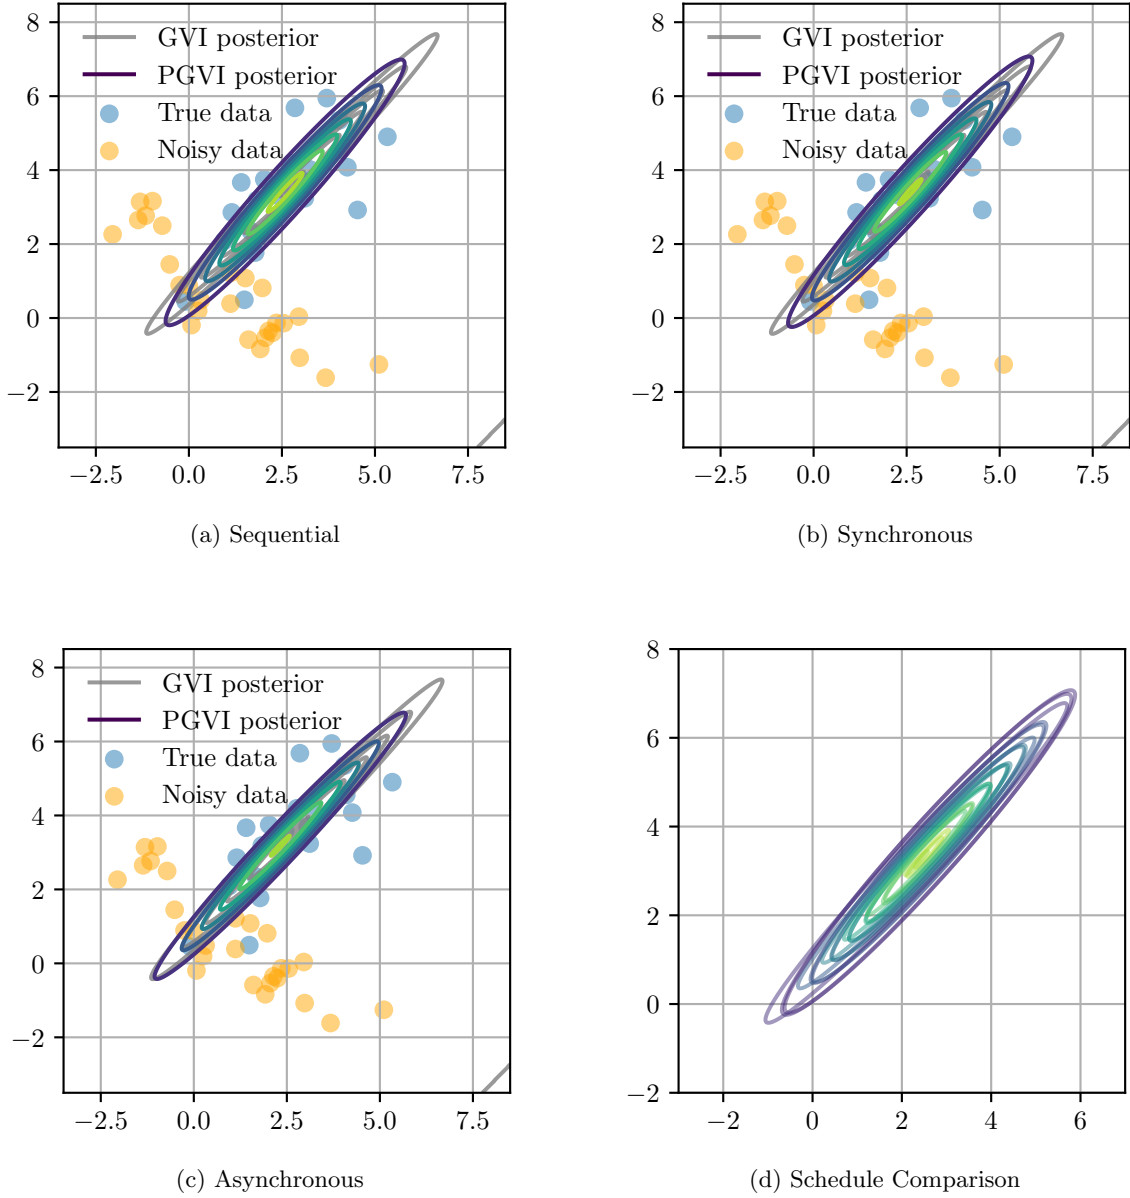 8
6
4
2
0
−2
−2.5 0.0 2.5 5.0 7.5
GVI posterior
PGVI posterior
True data
Noisy data
(a) Sequential
8
6
4
2
0
−2
−2.5 0.0 2.5 5.0 7.5
GVI posterior
PGVI posterior
True data
Noisy data
(b) Synchronous
8
6
4
2
0
−2
−2.5 0.0 2.5 5.0 7.5
GVI posterior
PGVI posterior
True data
Noisy data
(c) Asynchronous
8
6
4
2
0
−2
−2 0 2 4 6
(d) Schedule Comparison